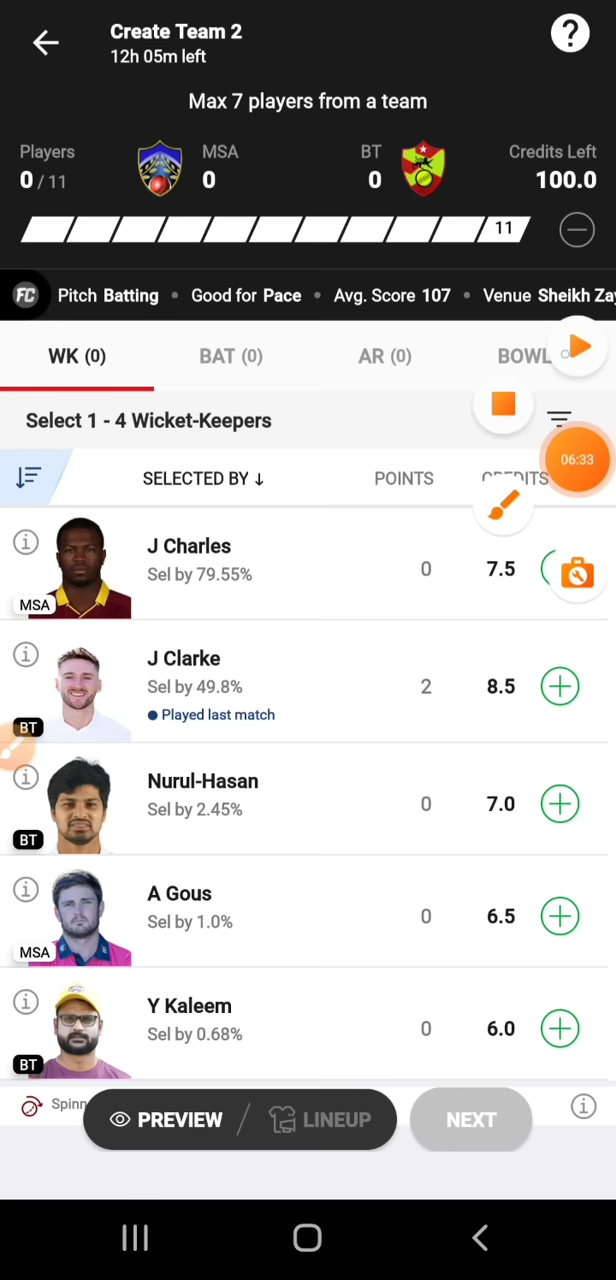 Create Team 2
12h 05m left
?
Max 7 players from a team
Players
0 / 11
MSA
0
BT
0
Credits Left
100.0
11
FC Pitch Batting • Good for Pace • Avg. Score 107 • Venue Sheikh Zay
WK (0) BAT (0) AR (0) BOWL
Select 1 - 4 Wicket-Keepers
06:33
SELECTED BY ↓ POINTS CREDITS
J Charles
Sel by 79.55%
0 7.5
MSA
J Clarke
Sel by 49.8%
2 8.5
Played last match
BT
Nurul-Hasan
Sel by 2.45%
0 7.0
BT
A Gous
Sel by 1.0%
0 6.5
MSA
Y Kaleem
Sel by 0.68%
0 6.0
BT
Spinn
PREVIEW / LINEUP
NEXT